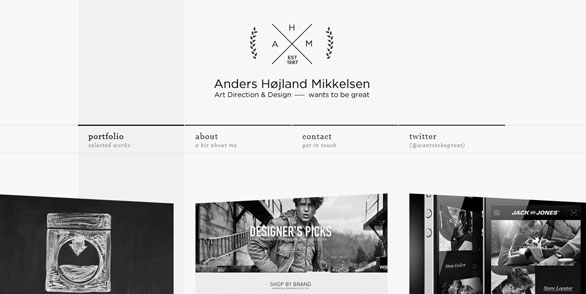 H
A M
EST
1987
Anders Højland Mikkelsen
Art Direction & Design — wants to be great
portfolio
selected works
about
a bit about me
contact
get in touch
twitter
(@wantstobegreat)
DESIGNER'S PICKS
SHOP BY BRAND
JACK & JONES
Store Locator